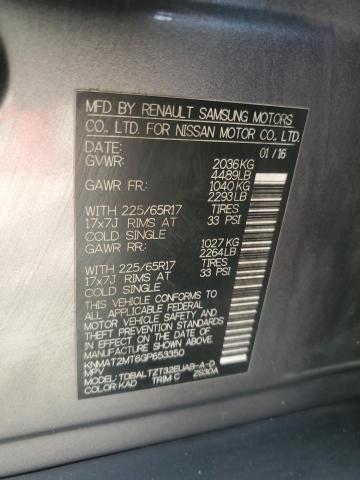 MFD BY RENAULT SAMSUNG MOTORS
CO., LTD. FOR NISSAN MOTOR CO., LTD.
DATE: 01/16
GVWR: 2036KG
4489LB
GAWR FR: 1040KG
2293LB
WITH 225/65R17 TIRES
17x7J RIMS AT 33 PSI
COLD SINGLE
GAWR RR: 1027KG
2264LB
WITH 225/65R17 TIRES
17x7J RIMS AT 33 PSI
COLD SINGLE
THIS VEHICLE CONFORMS
TO ALL APPLICABLE FEDERAL
MOTOR VEHICLE SAFETY AND
THEFT PREVENTION STANDARDS
IN EFFECT ON THE DATE OF
MANUFACTURE SHOWN ABOVE
KNMAT2MT6GP653350
MPV
MODEL: TDBALTZT32EUAB-A-D
COLOR KAD TRIM C ZS30A